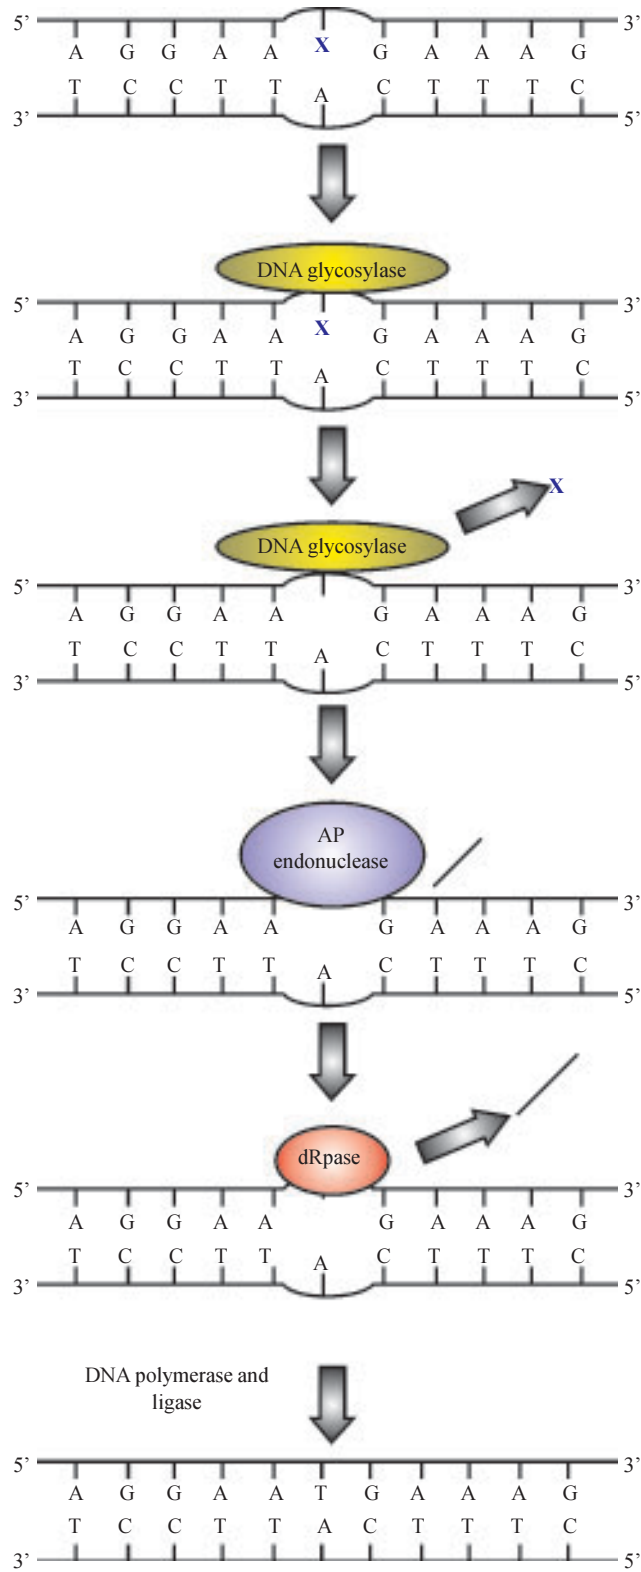 5’ 3’
A G G A A X G A A A G
T C C T T A C T T T C
3’ 5’
DNA glycosylase
5’ 3’
A G G A A X G A A A G
T C C T T A C T T T C
3’ 5’
X
DNA glycosylase
5’ 3’
A G G A A G A A A G
T C C T T A C T T T C
3’ 5’
AP
endonuclease
5’ 3’
A G G A A G A A A G
T C C T T A C T T T C
3’ 5’
dRpase
5’ 3’
A G G A A G A A A G
T C C T T A C T T T C
3’ 5’
DNA polymerase and
ligase
5’ 3’
A G G A A T G A A A G
T C C T T A C T T T C
3’ 5’